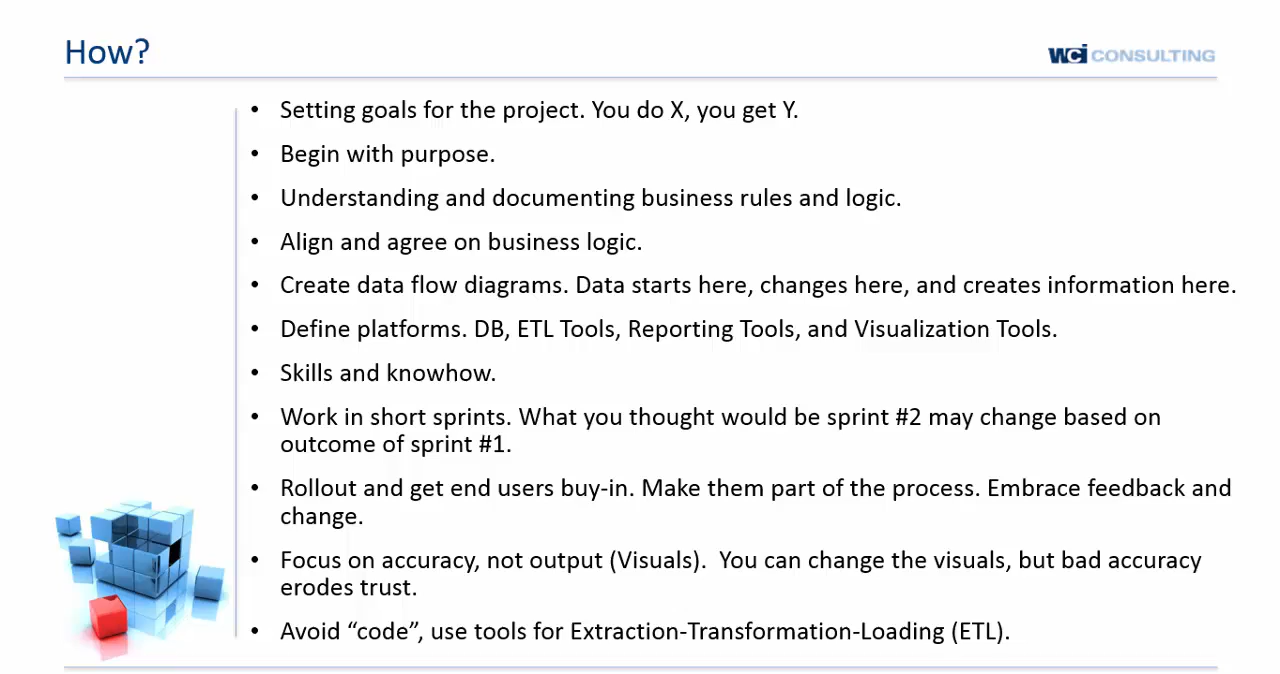 How?
WCI CONSULTING
• Setting goals for the project. You do X, you get Y.
• Begin with purpose.
• Understanding and documenting business rules and logic.
• Align and agree on business logic.
• Create data flow diagrams. Data starts here, changes here, and creates information here.
• Define platforms. DB, ETL Tools, Reporting Tools, and Visualization Tools.
• Skills and knowhow.
• Work in short sprints. What you thought would be sprint #2 may change based on
outcome of sprint #1.
• Rollout and get end users buy-in. Make them part of the process. Embrace feedback and
change.
• Focus on accuracy, not output (Visuals).  You can change the visuals, but bad accuracy
erodes trust.
• Avoid “code”, use tools for Extraction-Transformation-Loading (ETL).